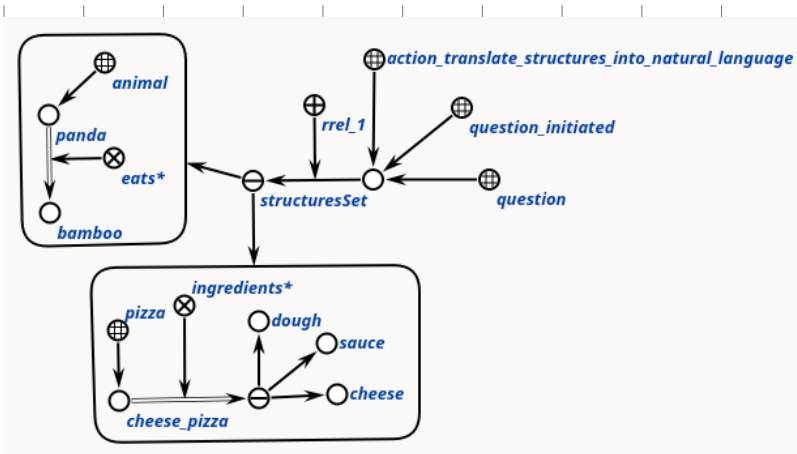 action_translate_structures_into_natural_language
animal
question_initiated
rrel_1
panda
eats*
question
structuresSet
bamboo
ingredients*
pizza
dough
sauce
cheese
cheese_pizza